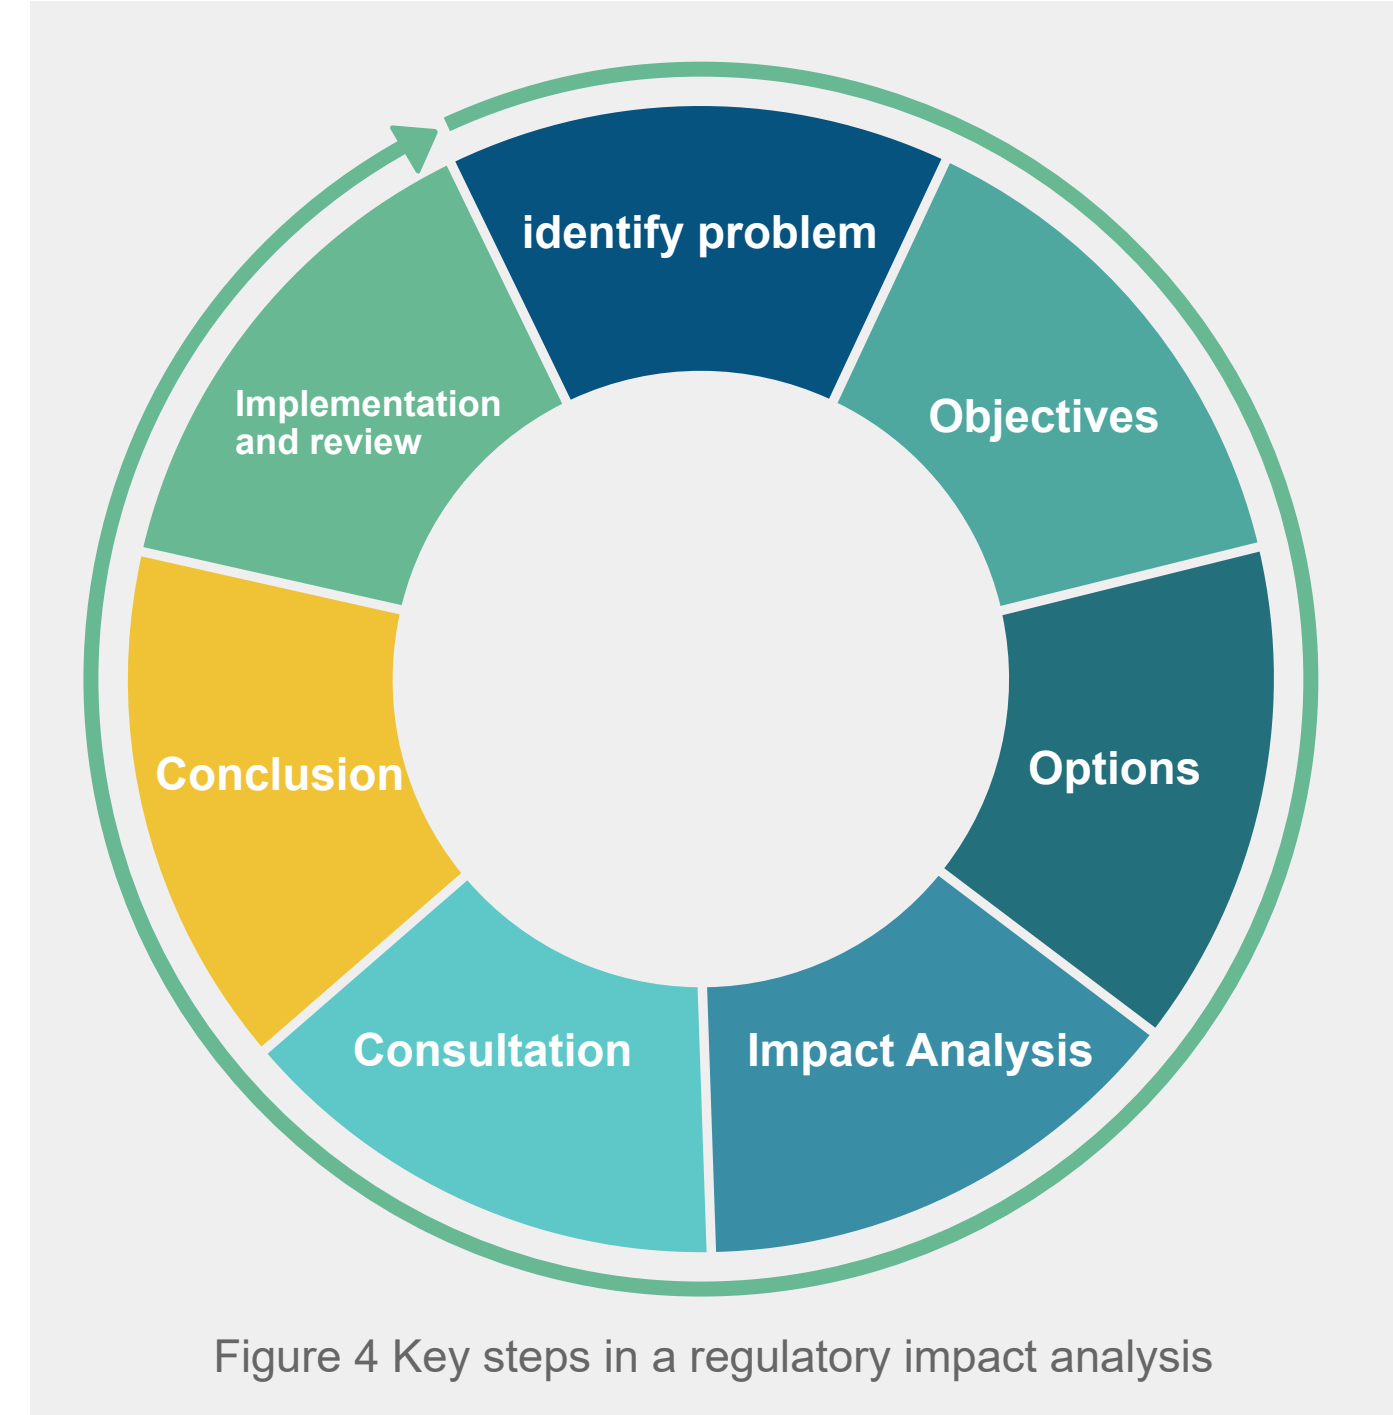 identify problem
Objectives
Options
Impact Analysis
Consultation
Conclusion
Implementation
and review
Figure 4 Key steps in a regulatory impact analysis